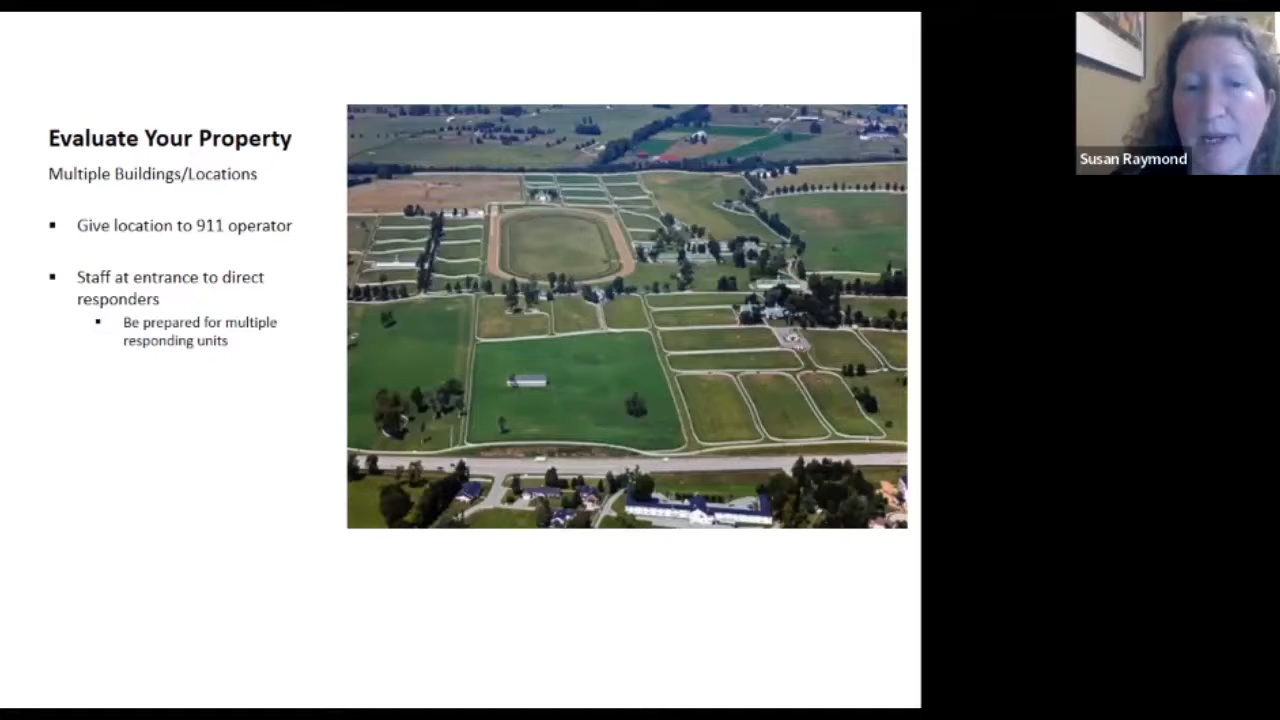 Evaluate Your Property
Multiple Buildings/Locations
▪ Give location to 911 operator
▪ Staff at entrance to direct
responders
▪ Be prepared for multiple
responding units
Susan Raymond